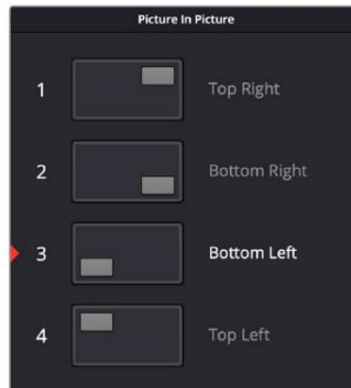 Picture In Picture
1 Top Right
2 Bottom Right
3 Bottom Left
4 Top Left